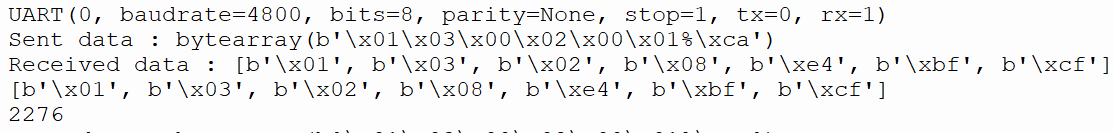 UART(0, baudrate=4800, bits=8, parity=None, stop=1, tx=0, rx=1)
Sent data : bytearray(b'\x01\x03\x00\x02\x00\x01%\xca')
Received data : [b'\x01', b'\x03', b'\x02', b'\x08', b'\xe4', b'\xbf', b'\xcf']
[b'\x01', b'\x03', b'\x02', b'\x08', b'\xe4', b'\xbf', b'\xcf']
2276